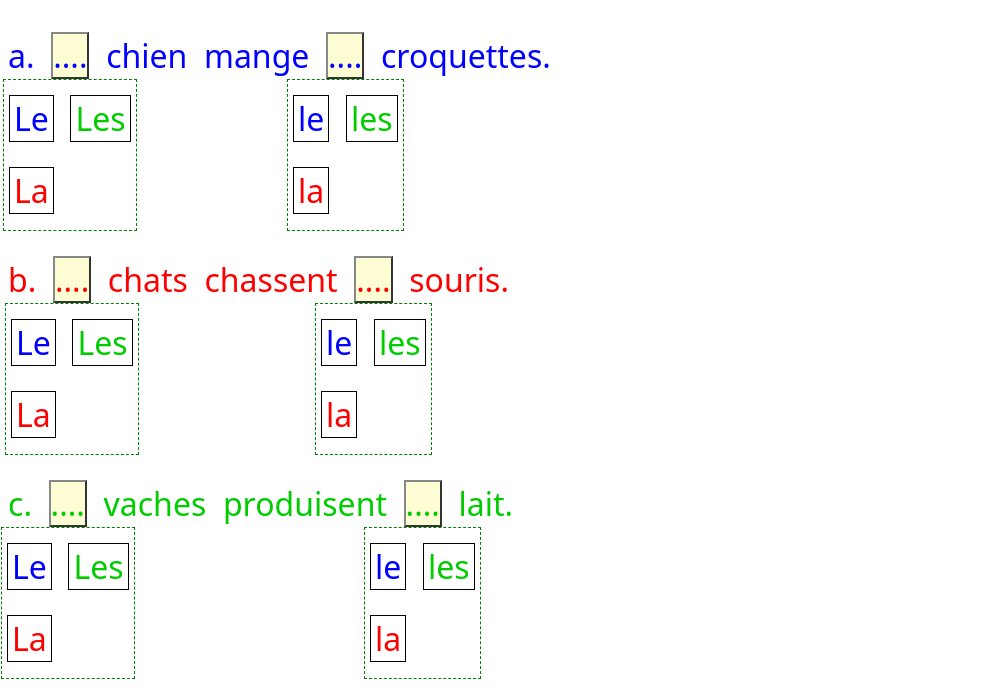 a. .... chien mange .... croquettes.
Le Les le les
La la
b. .... chats chassent .... souris.
Le Les le les
La la
c. .... vaches produisent .... lait.
Le Les le les
La la